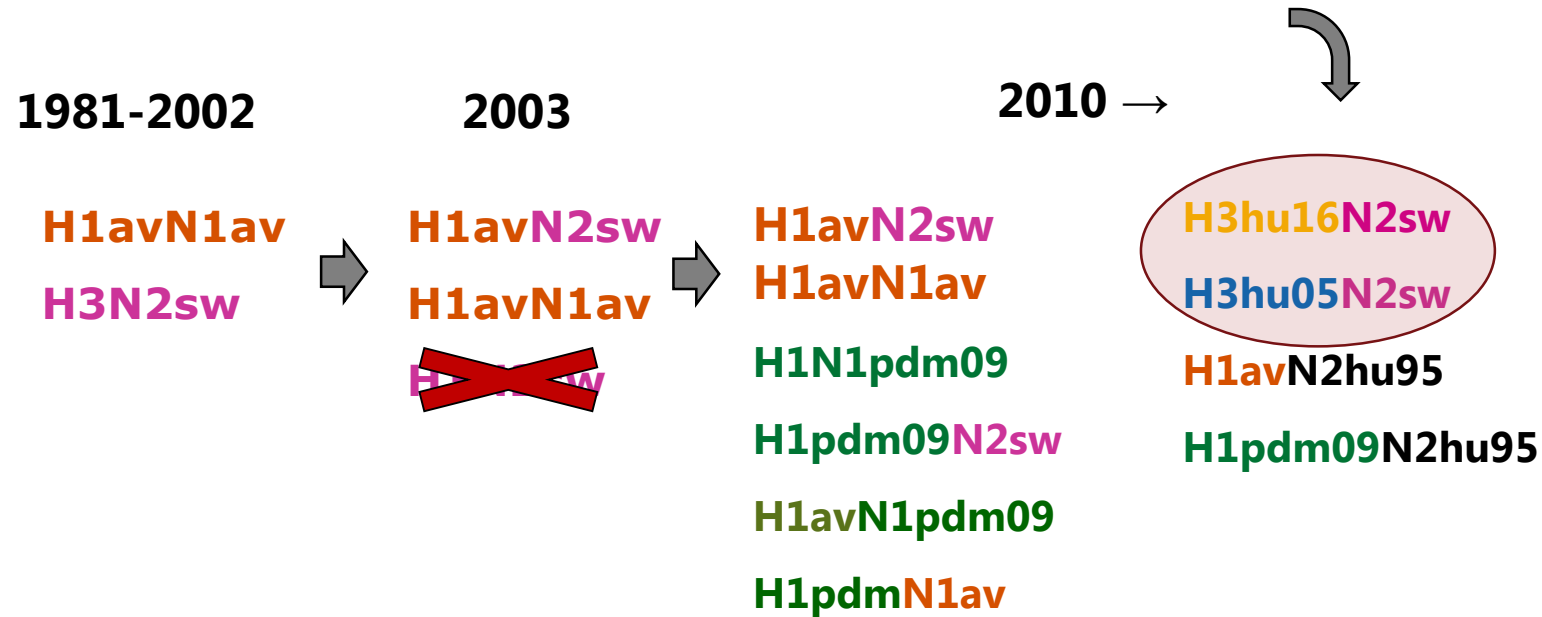 1981-2002
2003
2010 →
H1avN1av
H3N2sw
H1avN2sw
H1avN1av
H1avN2sw
H1avN1av
H1N1pdm09
H1pdm09N2sw
H1avN1pdm09
H1pdmN1av
H3hu16N2sw
H3hu05N2sw
H1avN2hu95
H1pdm09N2hu95